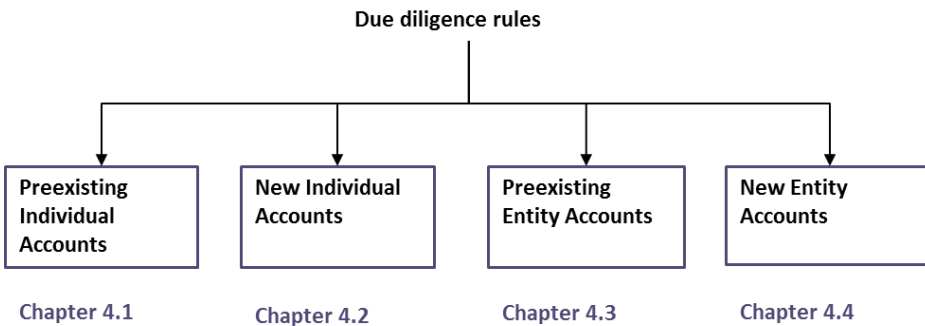 Due diligence rules
Preexisting
Individual
Accounts
New Individual
Accounts
Preexisting
Entity Accounts
New Entity
Accounts
Chapter 4.1
Chapter 4.2
Chapter 4.3
Chapter 4.4